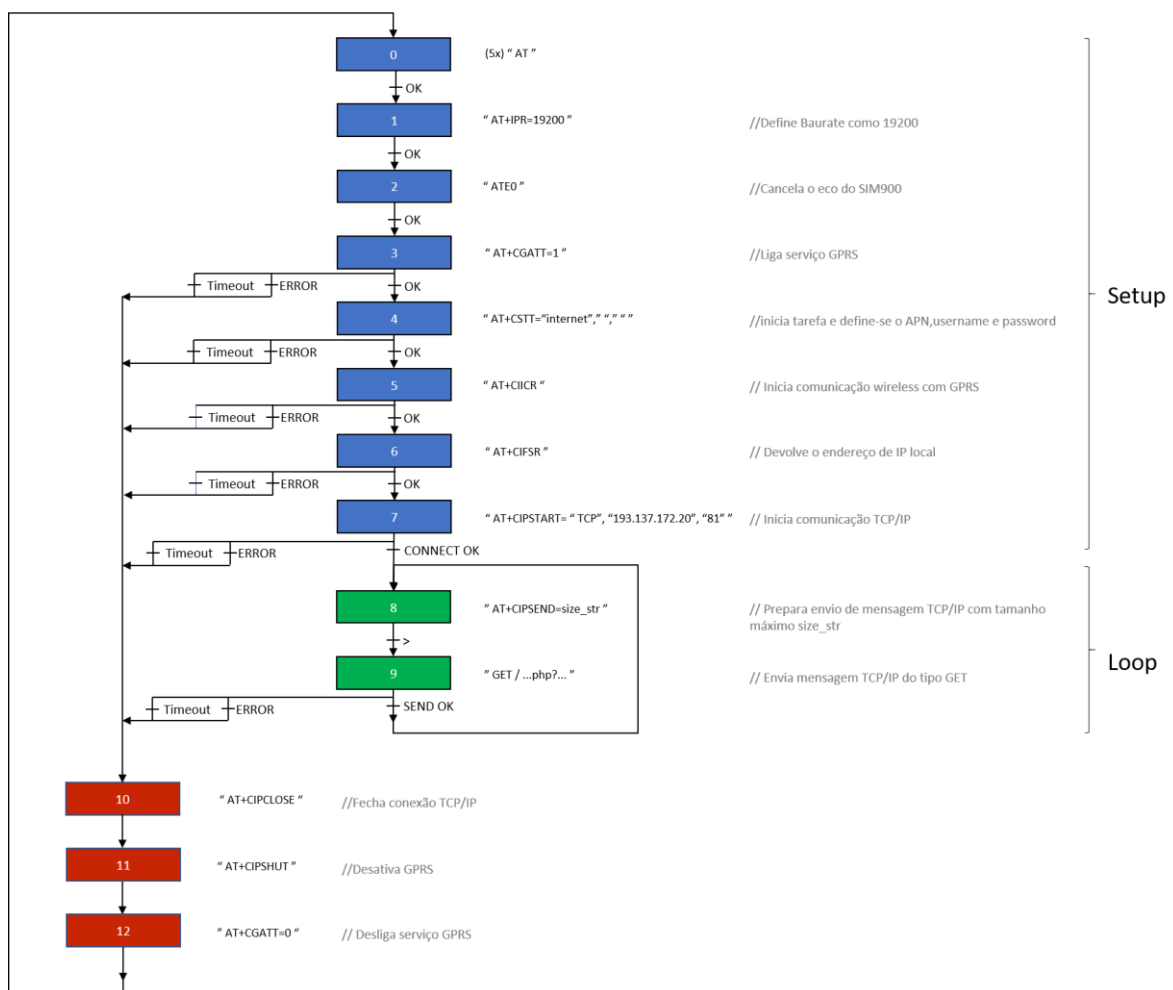 0 (5x) “ AT ”
OK
1 “ AT+IPR=19200 ” //Define Baurate como 19200
OK
2 “ ATE0 ” //Cancela o eco do SIM900
OK
3 “ AT+CGATT=1 ” //Liga serviço GPRS
Timeout ERROR OK
4 “ AT+CSTT=“internet”,” “,” “ ” //inicia tarefa e define-se o APN,username e password
Timeout ERROR OK
5 “ AT+CIICR “ // Inicia comunicação wireless com GPRS
Timeout ERROR OK
6 “ AT+CIFSR ” // Devolve o endereço de IP local
Timeout ERROR OK
7 “ AT+CIPSTART= “ TCP”, “193.137.172.20”, “81” ” // Inicia comunicação TCP/IP
Timeout ERROR CONNECT OK
Setup
8 “ AT+CIPSEND=size_str ” // Prepara envio de mensagem TCP/IP com tamanho
máximo size_str
>
9 “ GET / ...php?... ” // Envia mensagem TCP/IP do tipo GET
Timeout ERROR SEND OK
Loop
10 “ AT+CIPCLOSE “ //Fecha conexão TCP/IP
11 “ AT+CIPSHUT ” //Desativa GPRS
12 “ AT+CGATT=0 “ // Desliga serviço GPRS